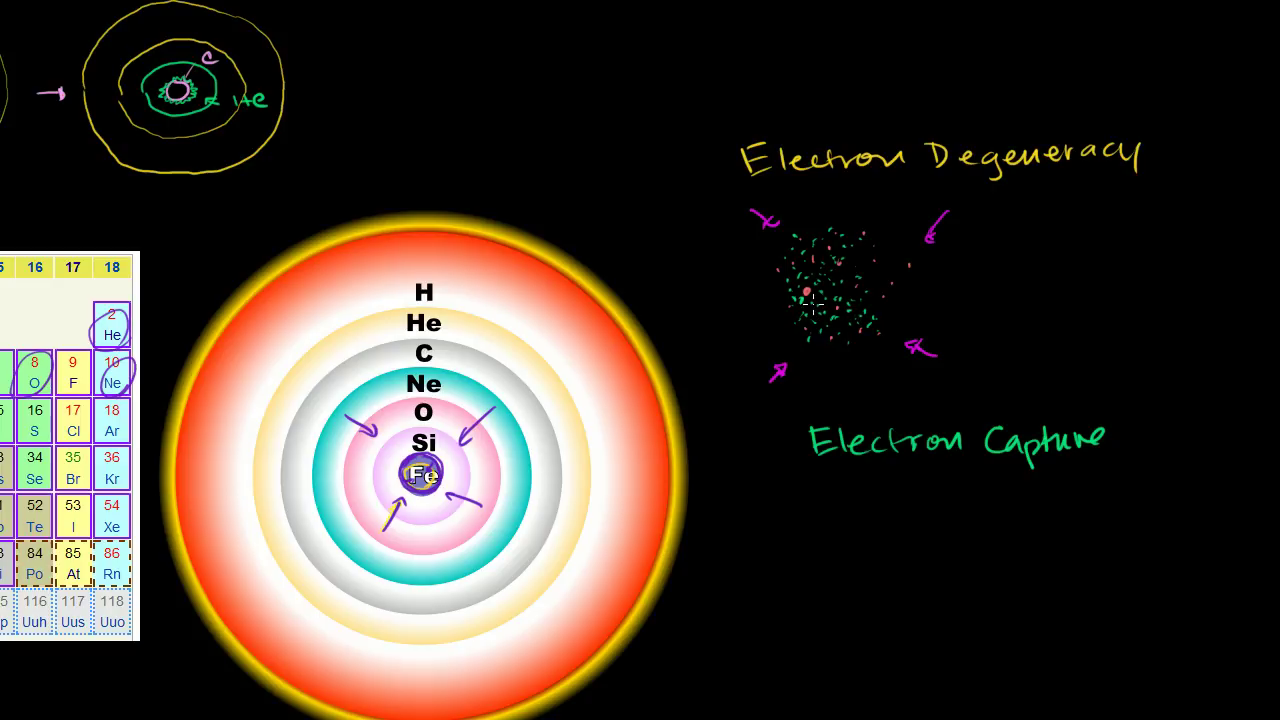 C
He
Electron Degeneracy
16 17 18
2
He
8 9 10
O F Ne
16 17 18
S Cl Ar
34 35 36
Se Br Kr
52 53 54
Te I Xe
84 85 86
Po At Rn
116 117 118
Uuh Uus Uuo
H
He
C
Ne
O
Si
Fe
Electron Capture